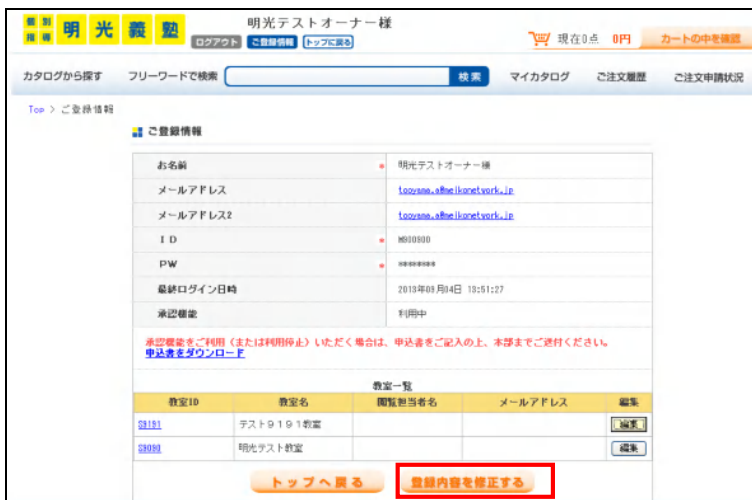 個別指導 明光義塾
明光テストオーナー様
ログアウト ご登録情報 トップに戻る
現在0点 0円 カートの中を確認
カタログから探す フリーワードで検索 検索 マイカタログ ご注文履歴 ご注文申請状況
Top > ご登録情報
ご登録情報
お名前 * 明光テストオーナー様
メールアドレス
メールアドレス2
ID *
PW * ********
最終ログイン日時
承認機能 利用中
承認機能をご利用（または利用停止）いただく場合は、申込書をご記入の上、本部までご送付ください。
申込書をダウンロード
教室一覧
教室ID 教室名 閲覧担当者名 メールアドレス 編集
S9191 テスト9191教室 編集
S9090 明光テスト教室 編集
トップへ戻る 登録内容を修正する